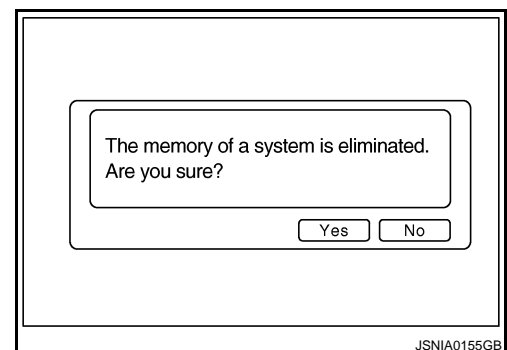 The memory of a system is eliminated.
Are you sure?
Yes No
JSNIA0155GB